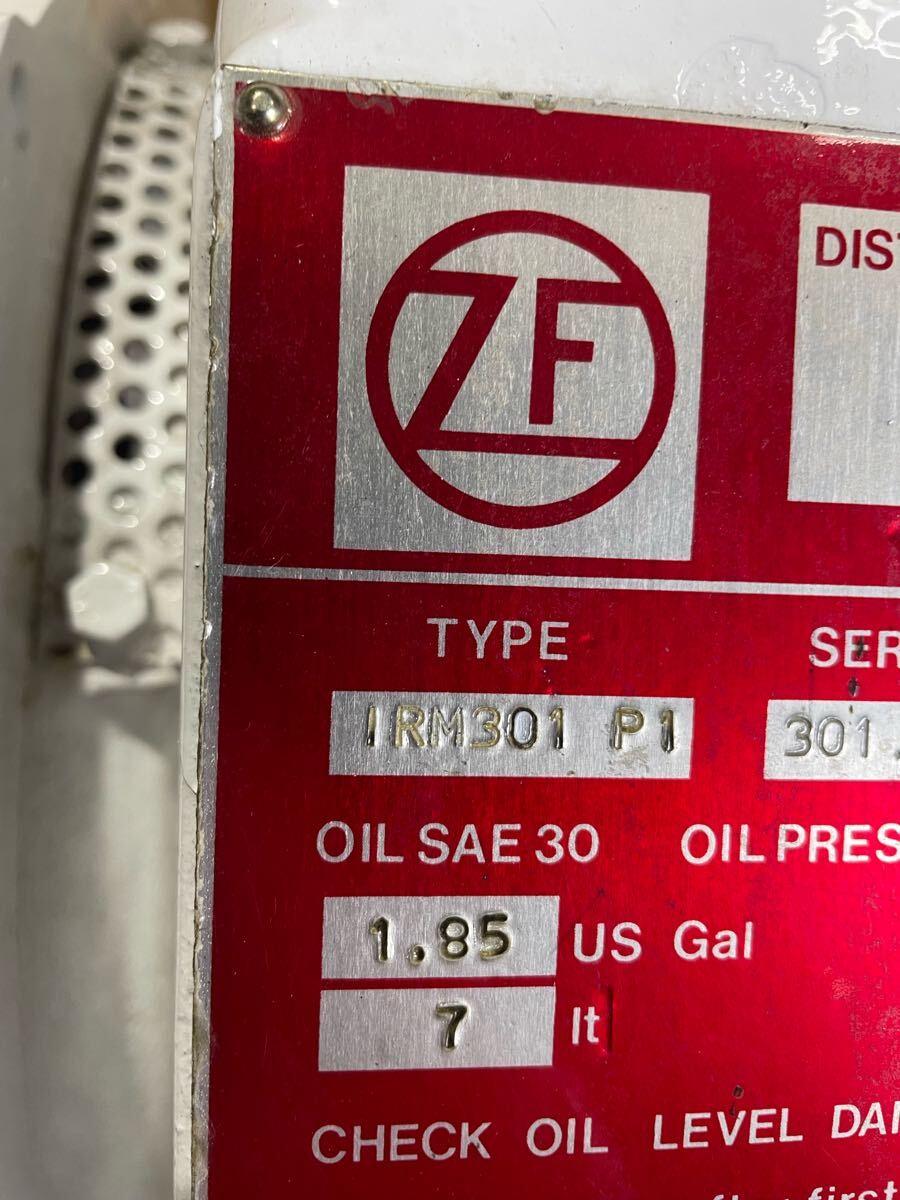 ZF
DIST
TYPE SER
IRM301 P1 301.
OIL SAE 30 OIL PRES
1.85 US Gal
7 lt
CHECK OIL LEVEL DAI
first